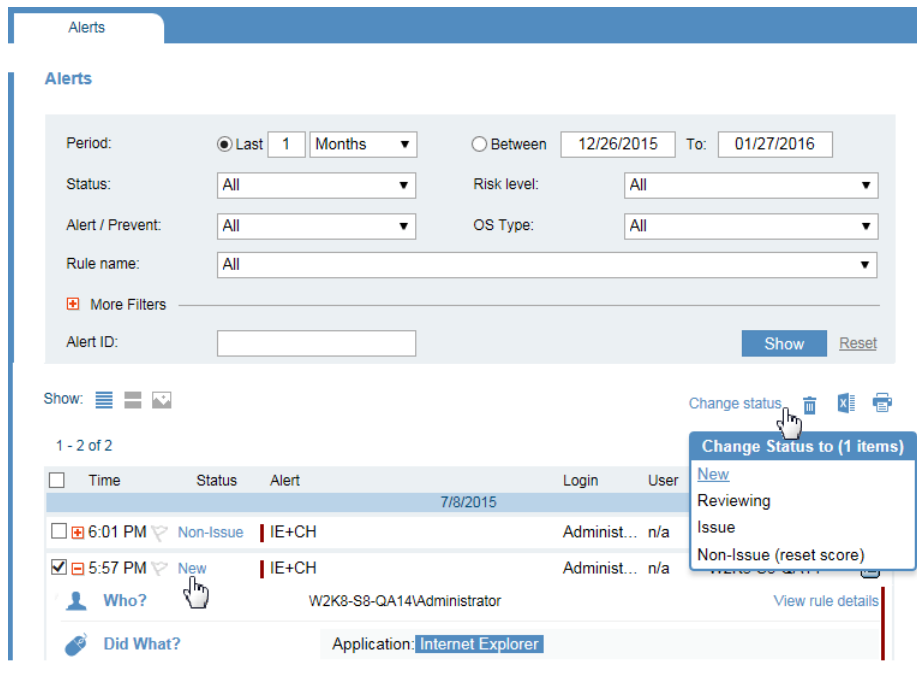 Alerts
Alerts
Period: Last 1 Months Between 12/26/2015 To: 01/27/2016
Status: All Risk level: All
Alert / Prevent: All OS Type: All
Rule name: All
More Filters
Alert ID: Show Reset
Show: Change status
1 - 2 of 2
Change Status to (1 items)
New
Reviewing
Issue
Non-Issue (reset score)
Time Status Alert Login User
7/8/2015
6:01 PM Non-Issue IE+CH Administ... n/a
5:57 PM New IE+CH Administ... n/a
Who? W2K8-S8-QA14\Administrator View rule details
Did What? Application: Internet Explorer